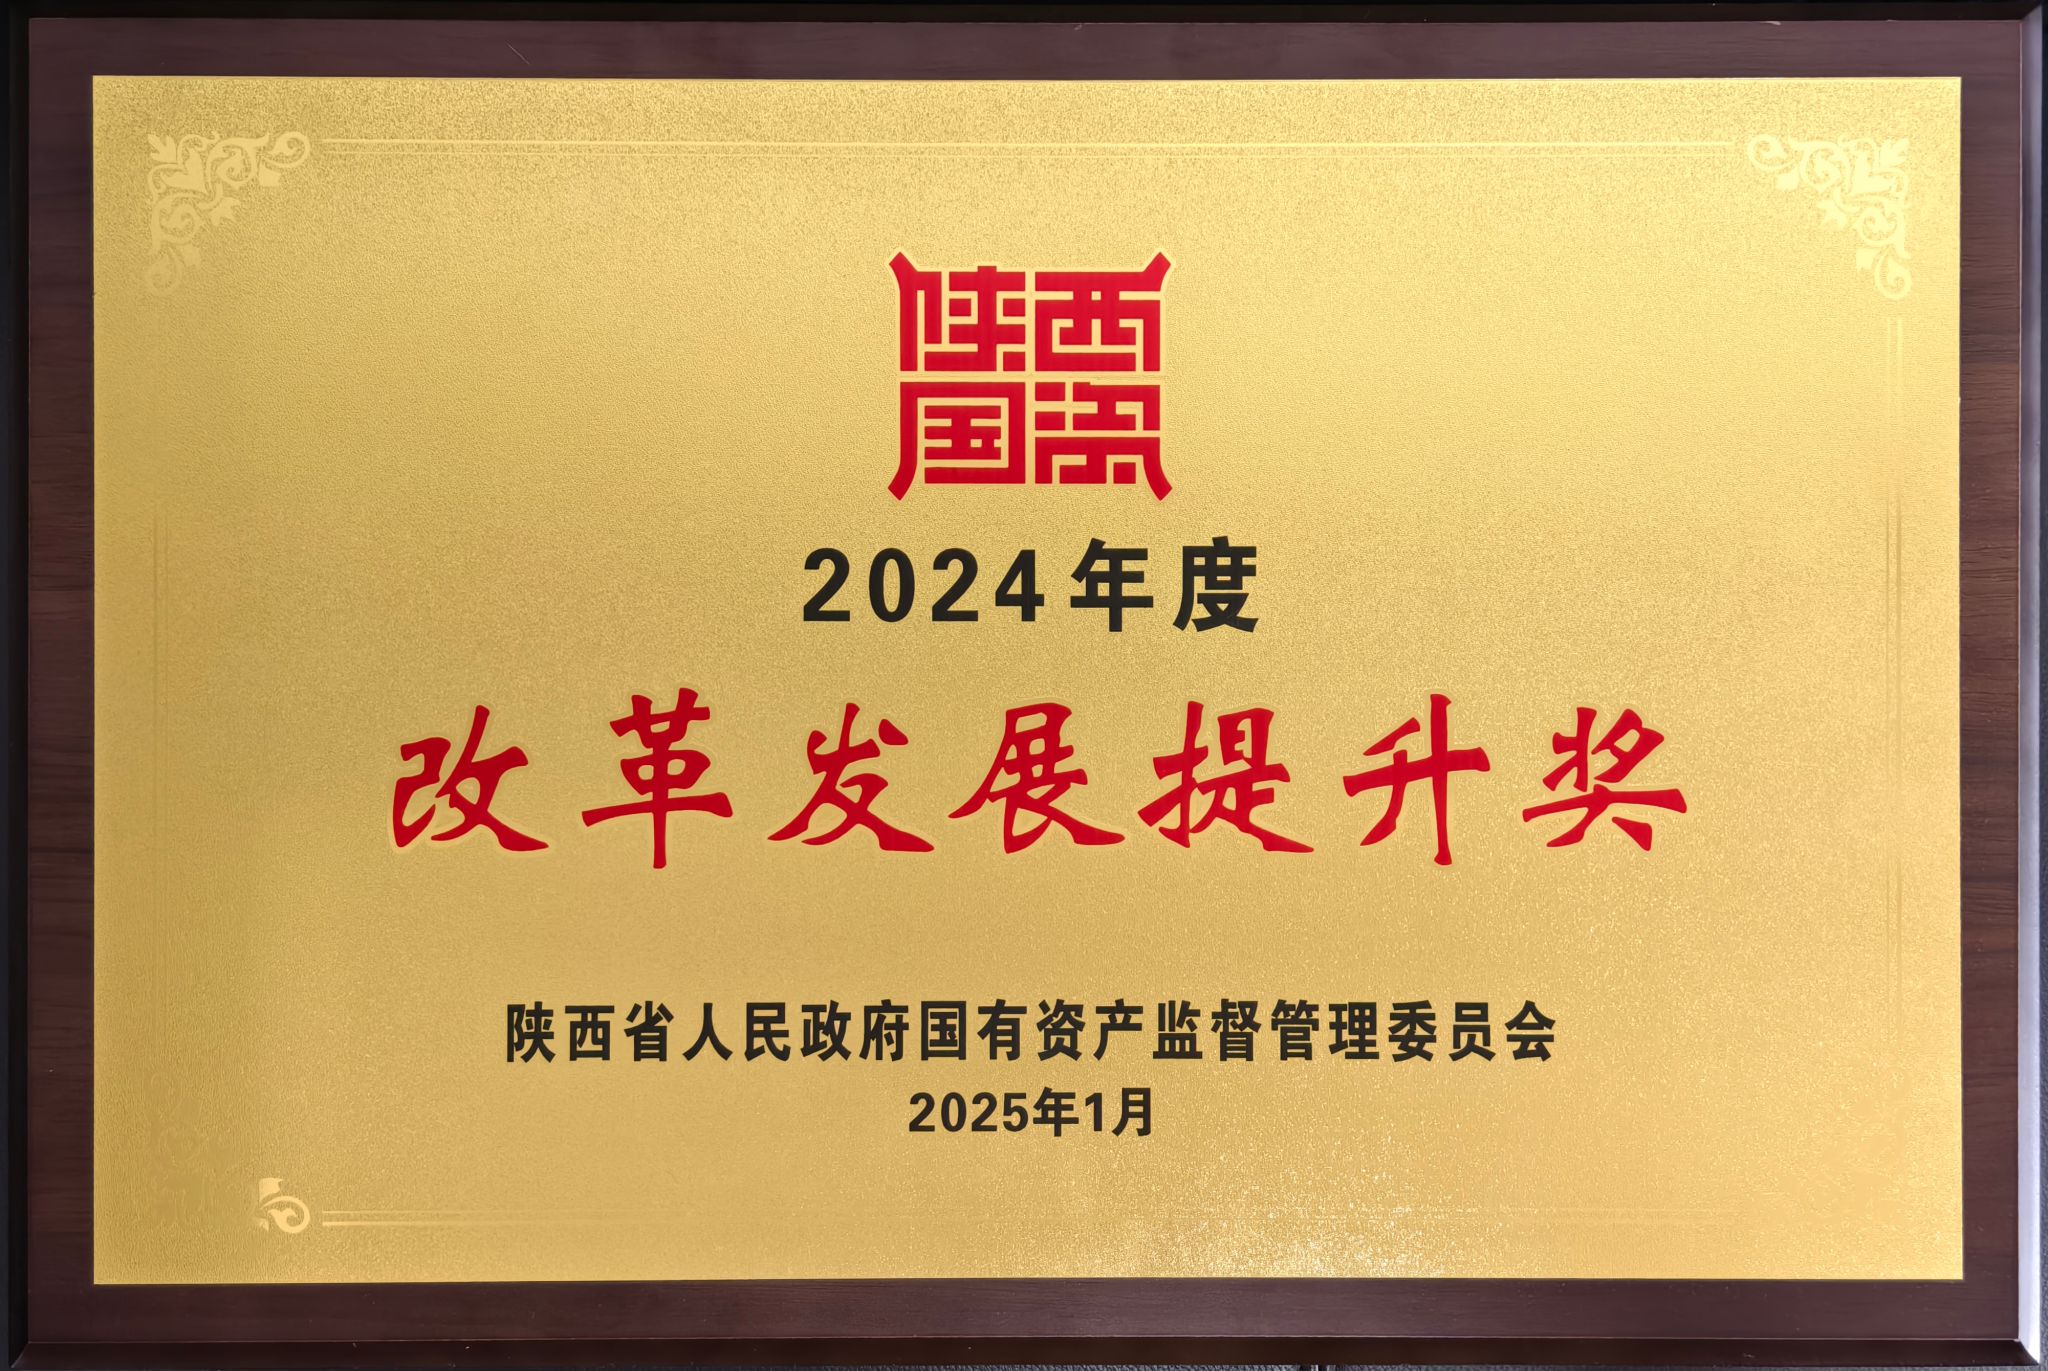 陕西
国资
2024年度
改革发展提升奖
陕西省人民政府国有资产监督管理委员会
2025年1月